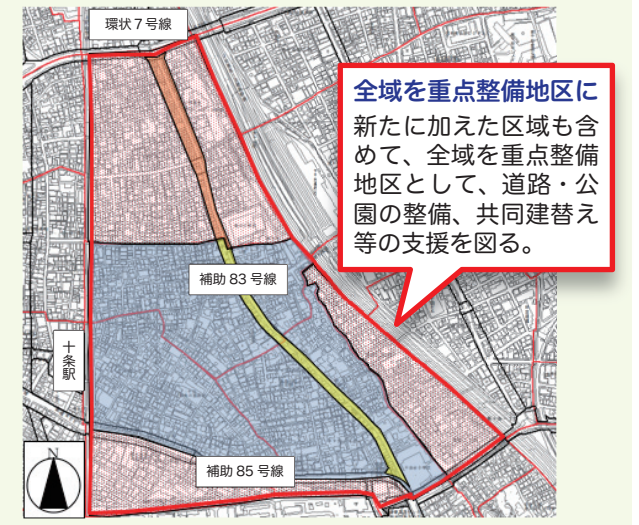 環状７号線
全域を重点整備地区に
新たに加えた区域も含
めて、全域を重点整備
地区として、道路・公
園の整備、共同建替え
等の支援を図る。
補助 83 号線
十条駅
補助 85 号線
N